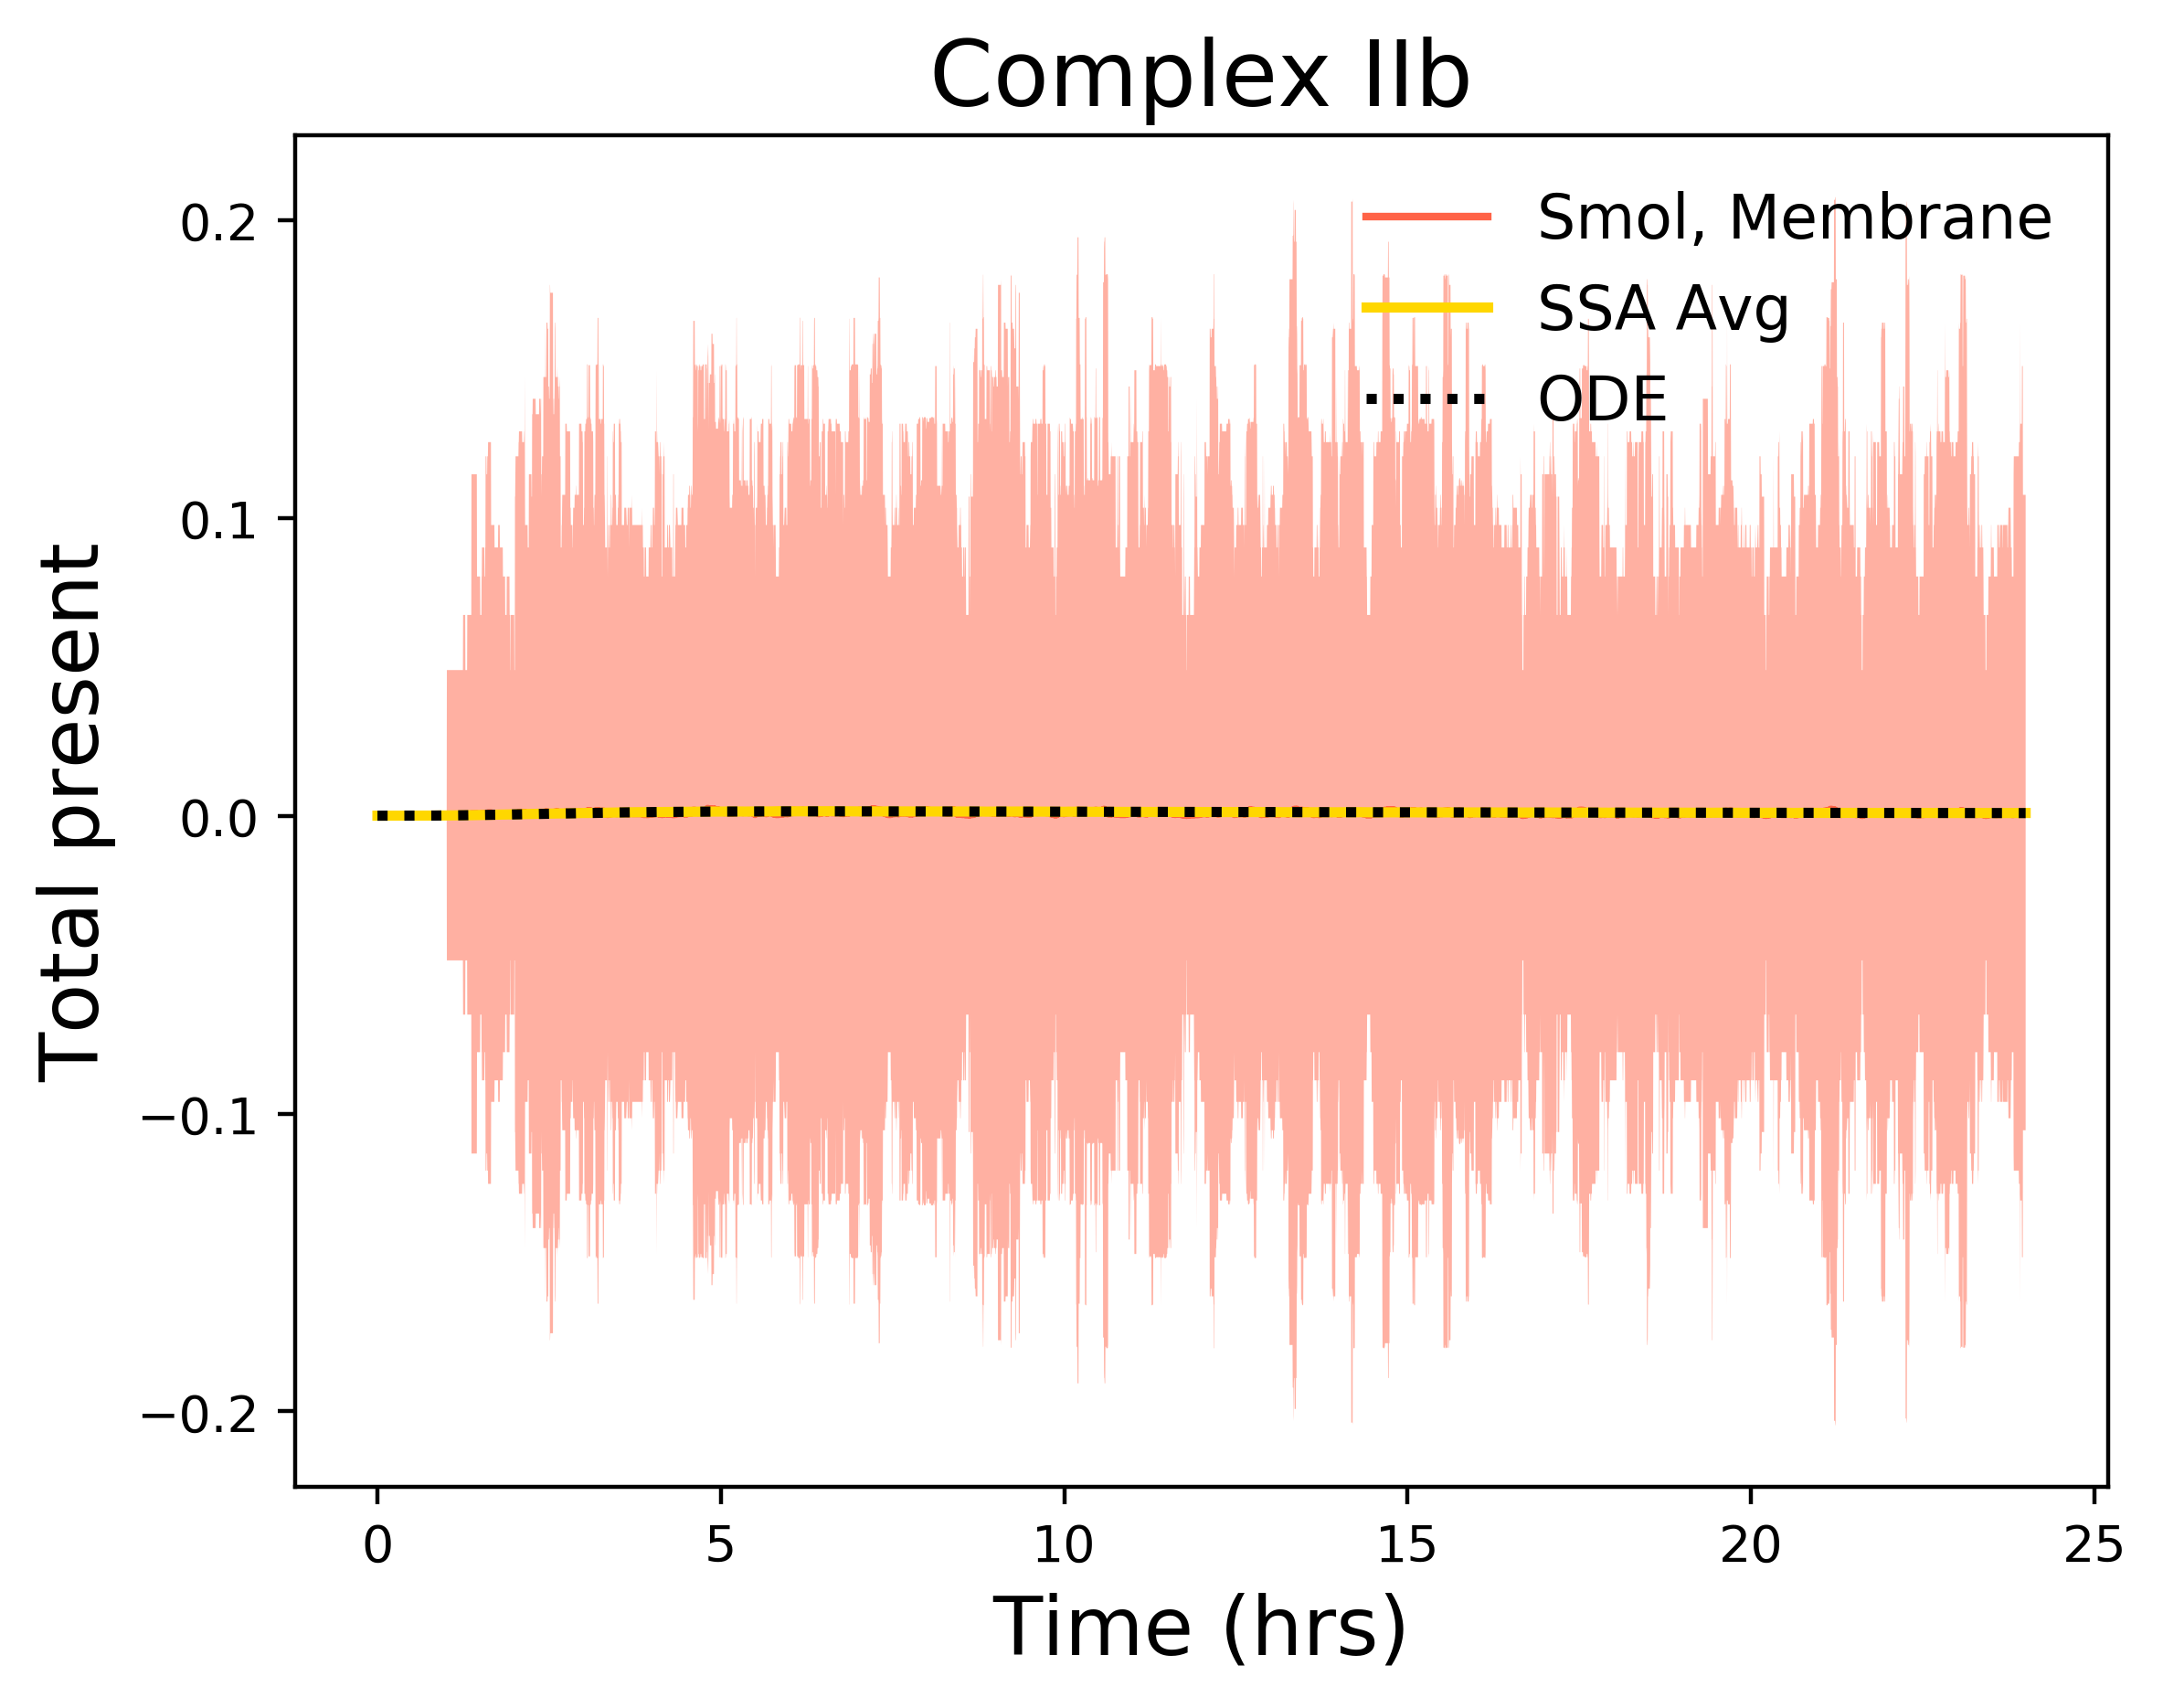 Complex IIb
Smol, Membrane
SSA Avg
ODE
Total present
0.2
0.1
0.0
−0.1
−0.2
0 5 10 15 20 25
Time (hrs)